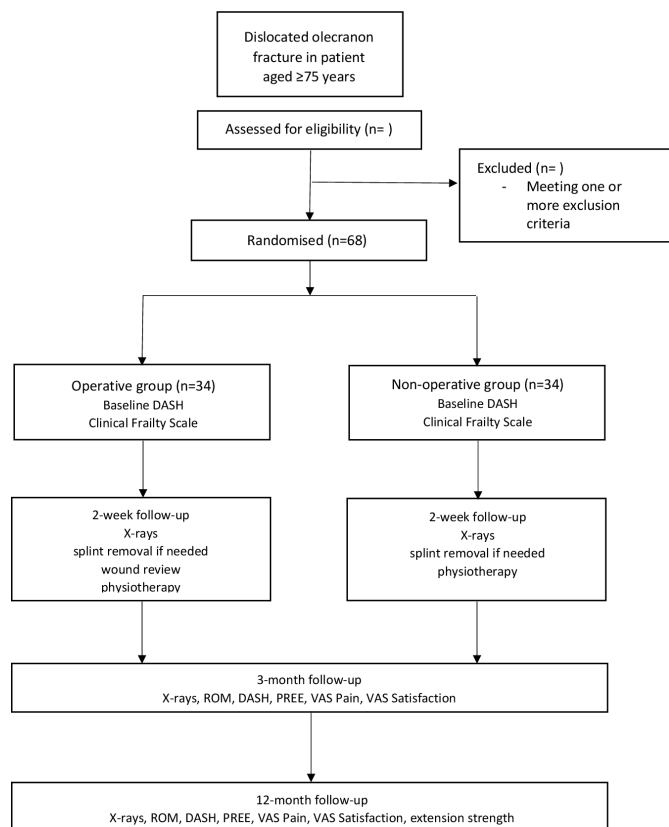 Dislocated olecranon
fracture in patient
aged ≥75 years
Assessed for eligibility (n= )
Excluded (n= )
- Meeting one or
more exclusion
criteria
Randomised (n=68)
Operative group (n=34)
Baseline DASH
Clinical Frailty Scale
Non-operative group (n=34)
Baseline DASH
Clinical Frailty Scale
2-week follow-up
X-rays
splint removal if needed
wound review
physiotherapy
2-week follow-up
X-rays
splint removal if needed
physiotherapy
3-month follow-up
X-rays, ROM, DASH, PREE, VAS Pain, VAS Satisfaction
12-month follow-up
X-rays, ROM, DASH, PREE, VAS Pain, VAS Satisfaction, extension strength